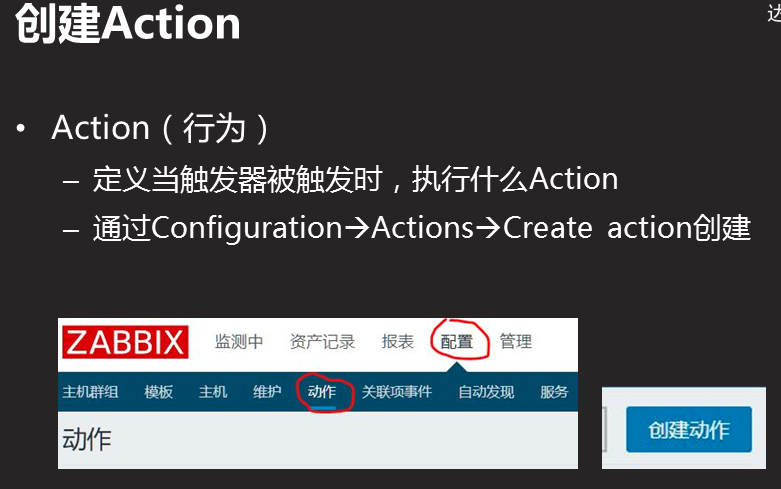 创建Action
达
• Action（行为）
– 定义当触发器被触发时，执行什么Action
– 通过Configuration→Actions→Create action创建
ZABBIX 监测中 资产记录 报表 配置 管理
主机群组 模板 主机 维护 动作 关联项事件 自动发现 服务
动作
创建动作